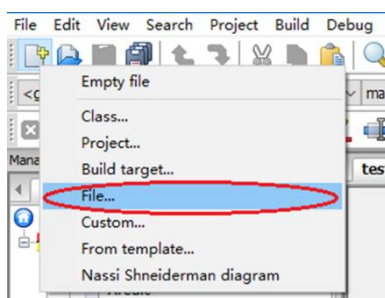 File Edit View Search Project Build Debug
Empty file
<g
ma
Class...
Project...
Build target...
Mana
tes
File...
Custom...
From template...
Nassi Shneiderman diagram